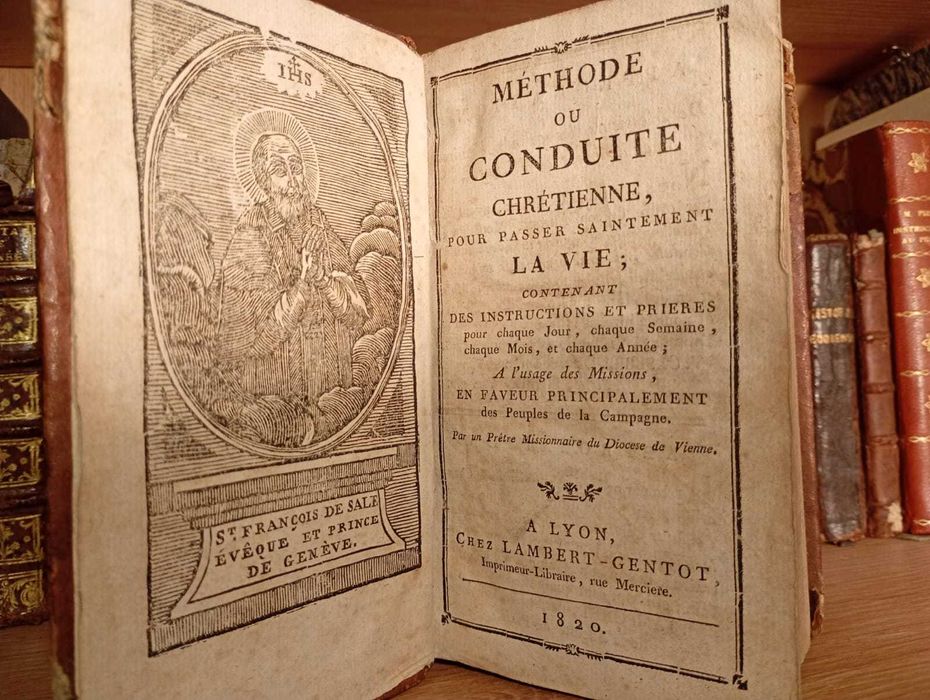 IHS
ST. FRANÇOIS DE SALE
ÉVÊQUE ET PRINCE
DE GENÈVE.
MÉTHODE
OU
CONDUITE
CHRÉTIENNE,
POUR PASSER SAINTEMENT
LA VIE;
CONTENANT
DES INSTRUCTIONS ET PRIERES
pour chaque Jour, chaque Semaine,
chaque Mois, et chaque Année;
A l'usage des Missions,
EN FAVEUR PRINCIPALEMENT
des Peuples de la Campagne.
Par un Prêtre Missionnaire du Diocese de Vienne.
A LYON,
CHEZ LAMBERT-GENTOT,
Imprimeur-Libraire, rue Merciere.
1820.